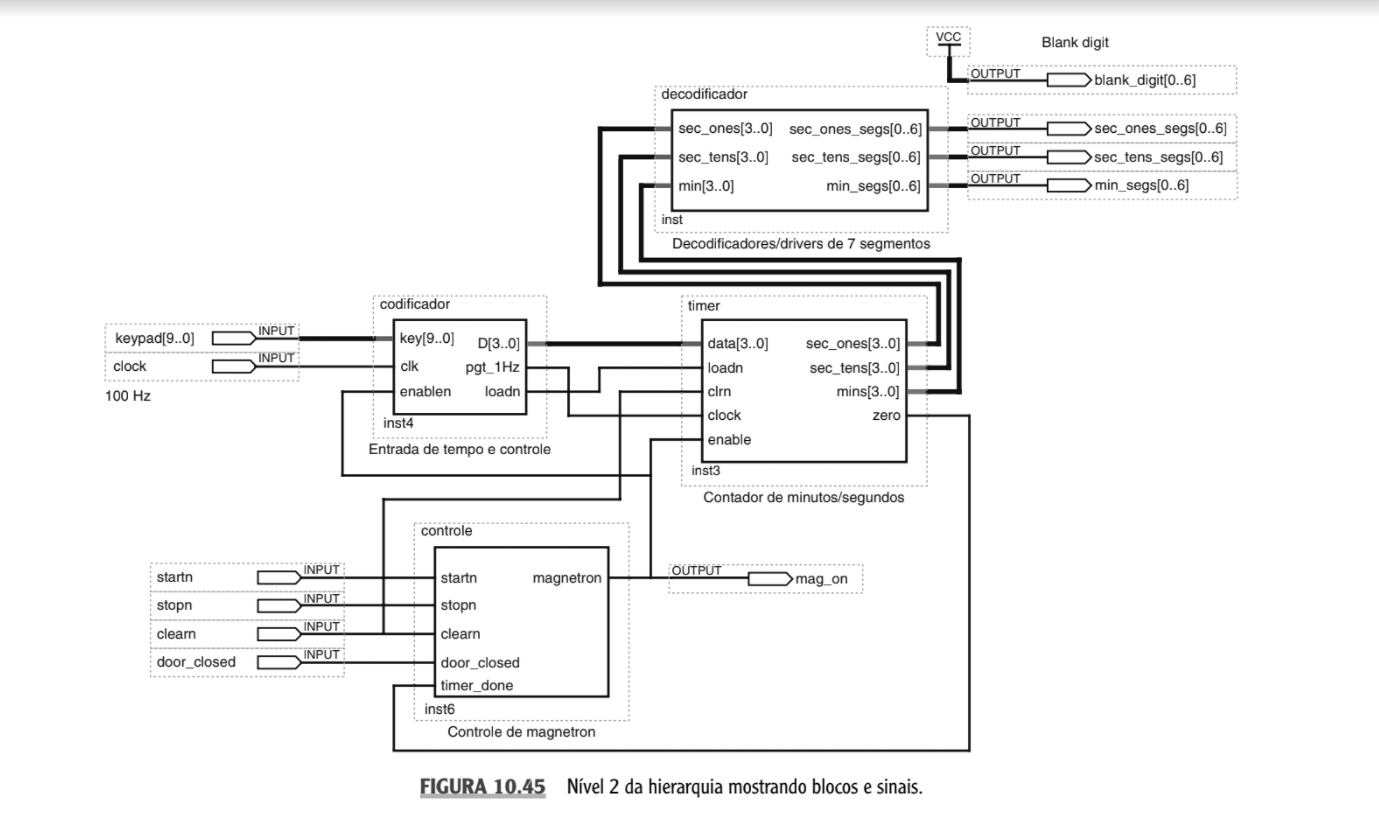 VCC
Blank digit
OUTPUT
blank_digit[0..6]
decodificador
sec_ones[3..0] sec_ones_segs[0..6]
OUTPUT
sec_ones_segs[0..6]
sec_tens[3..0] sec_tens_segs[0..6]
OUTPUT
sec_tens_segs[0..6]
min[3..0] min_segs[0..6]
OUTPUT
min_segs[0..6]
inst
Decodificadores/drivers de 7 segmentos
codificador
keypad[9..0]
INPUT
key[9..0] D[3..0]
clock
INPUT
clk pgt_1Hz
enablen loadn
100 Hz
inst4
Entrada de tempo e controle
timer
data[3..0] sec_ones[3..0]
loadn sec_tens[3..0]
clrn mins[3..0]
clock zero
enable
inst3
Contador de minutos/segundos
controle
startn
INPUT
startn magnetron
OUTPUT
mag_on
stopn
INPUT
stopn
clearn
INPUT
clearn
door_closed
INPUT
door_closed
timer_done
inst6
Controle de magnetron
FIGURA 10.45 Nível 2 da hierarquia mostrando blocos e sinais.